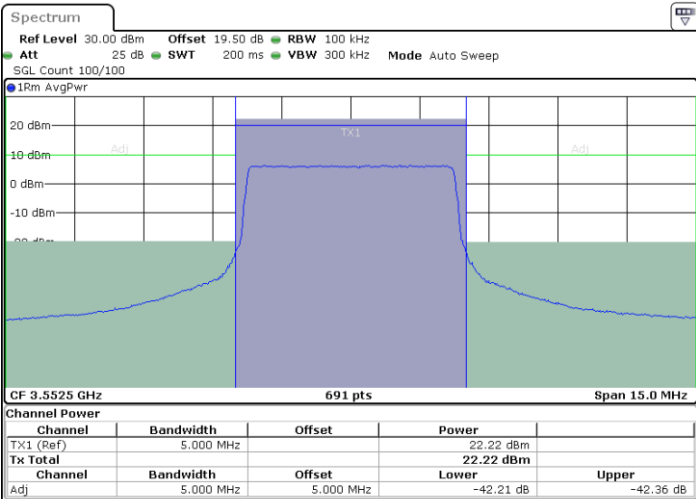 Spectrum
Ref Level 30.00 dBm Offset 19.50 dB RBW 100 kHz
Att 25 dB SWT 200 ms VBW 300 kHz Mode Auto Sweep
SGL Count 100/100
1Rm AvgPwr
20 dBm
TX1
Adj Adj
10 dBm
0 dBm
-10 dBm
CF 3.5525 GHz 691 pts Span 15.0 MHz
Channel Power
Channel Bandwidth Offset Power
TX1 (Ref) 5.000 MHz 22.22 dBm
Tx Total 22.22 dBm
Channel Bandwidth Offset Lower Upper
Adj 5.000 MHz 5.000 MHz -42.21 dB -42.36 dB